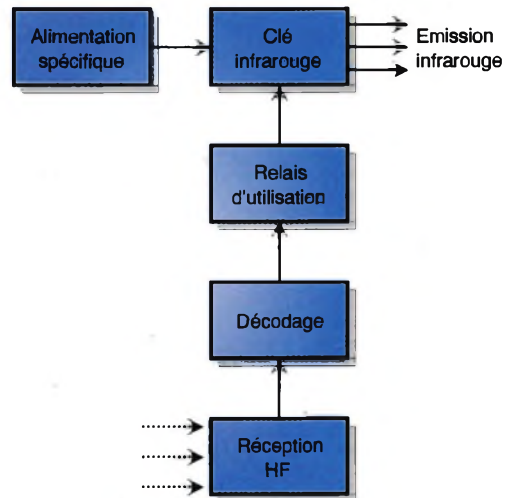 Alimentation
spécifique
Clé
infrarouge
Emission
infrarouge
Relais
d'utilisation
Décodage
Réception
HF